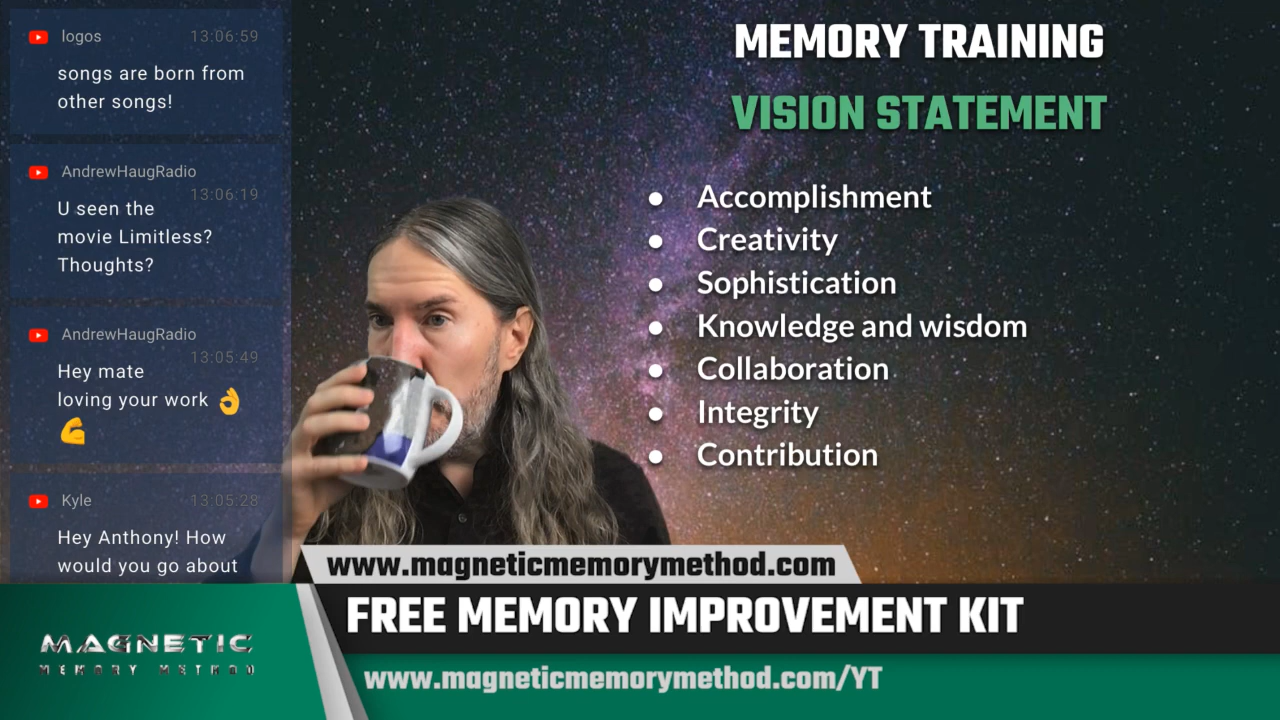 logos 13:06:59
songs are born from
other songs!
AndrewHaugRadio
13:06:19
U seen the
movie Limitless?
Thoughts?
AndrewHaugRadio
13:05:49
Hey mate
loving your work 👌
💪
Kyle 13:05:28
Hey Anthony! How
would you go about
MEMORY TRAINING
VISION STATEMENT
● Accomplishment
● Creativity
● Sophistication
● Knowledge and wisdom
● Collaboration
● Integrity
● Contribution
www.magneticmemorymethod.com
FREE MEMORY IMPROVEMENT KIT
www.magneticmemorymethod.com/YT
MAGNETIC
MEMORY METHOD